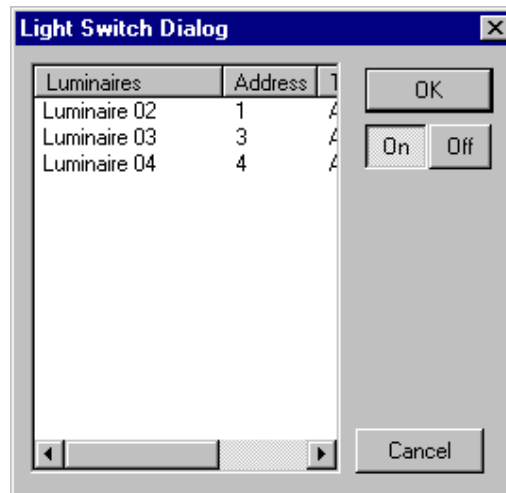 Light Switch Dialog
Luminaires Address T
Luminaire 02 1 A
Luminaire 03 3 A
Luminaire 04 4 A
OK
On Off
Cancel